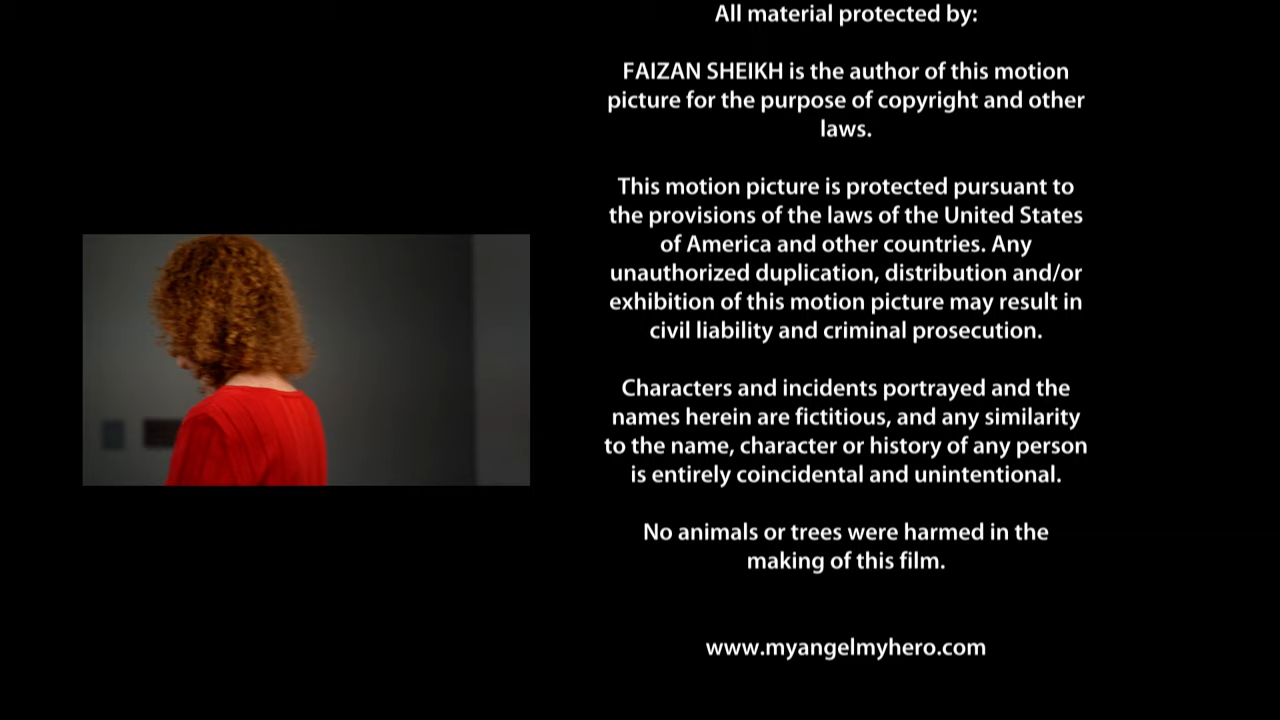 All material protected by:
FAIZAN SHEIKH is the author of this motion
picture for the purpose of copyright and other
laws.
This motion picture is protected pursuant to
the provisions of the laws of the United States
of America and other countries. Any
unauthorized duplication, distribution and/or
exhibition of this motion picture may result in
civil liability and criminal prosecution.
Characters and incidents portrayed and the
names herein are fictitious, and any similarity
to the name, character or history of any person
is entirely coincidental and unintentional.
No animals or trees were harmed in the
making of this film.
www.myangelmyhero.com